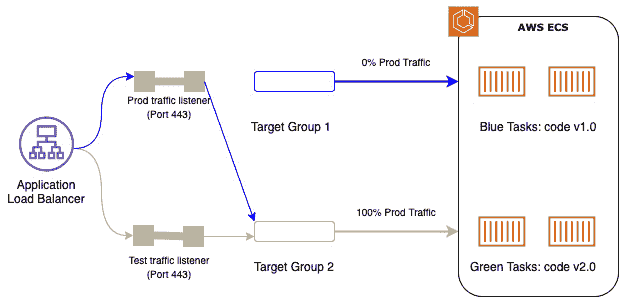 AWS ECS
0% Prod Traffic
Prod traffic listener
(Port 443)
Target Group 1
Blue Tasks: code v1.0
Application
Load Balancer
100% Prod Traffic
Test traffic listener
(Port 443)
Target Group 2
Green Tasks: code v2.0